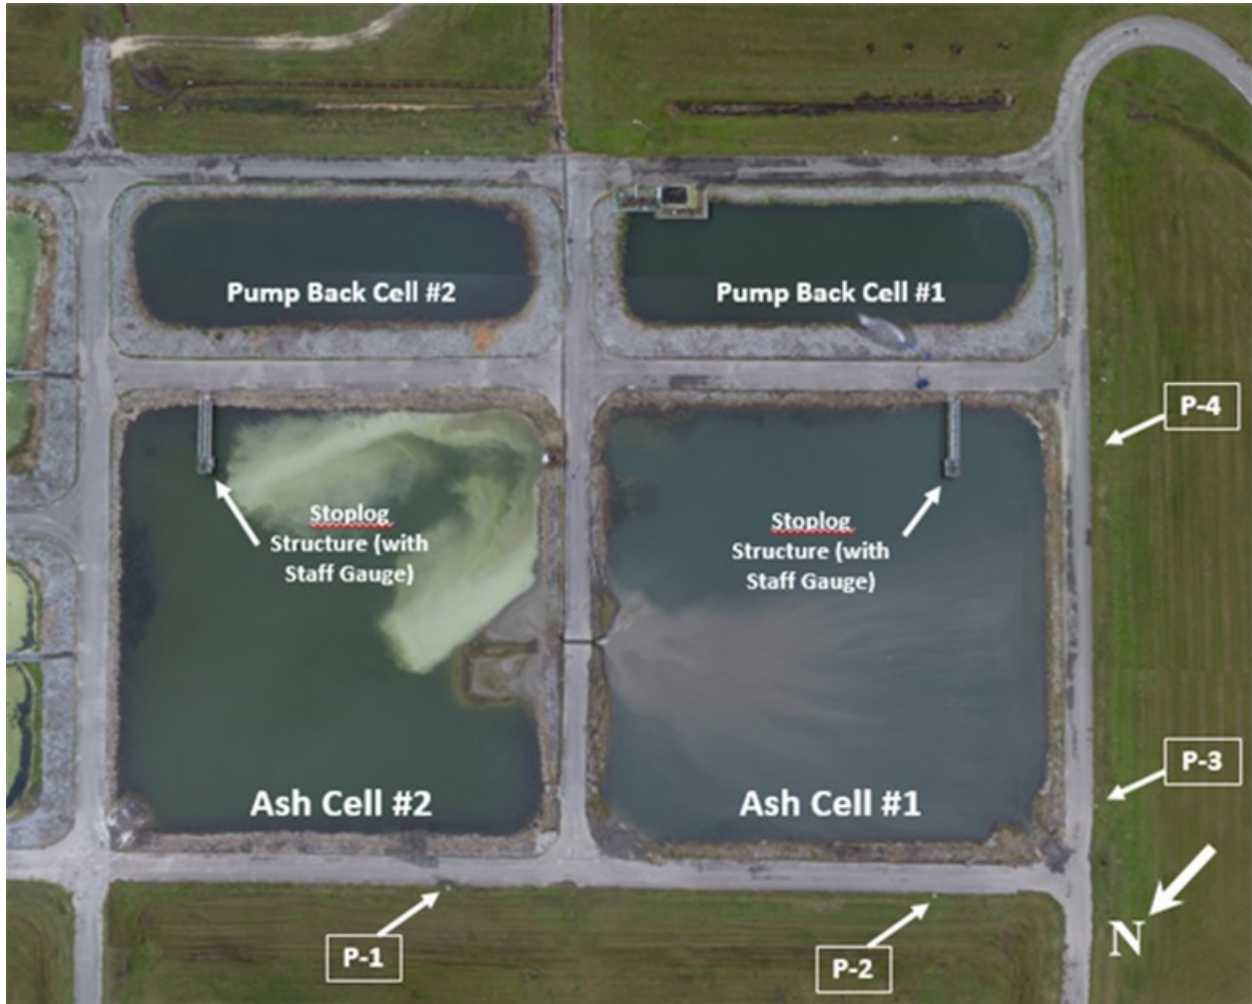 Pump Back Cell #2
Pump Back Cell #1
P-4
Stoplog
Structure (with
Staff Gauge)
Stoplog
Structure (with
Staff Gauge)
P-3
Ash Cell #2
Ash Cell #1
N
P-1
P-2